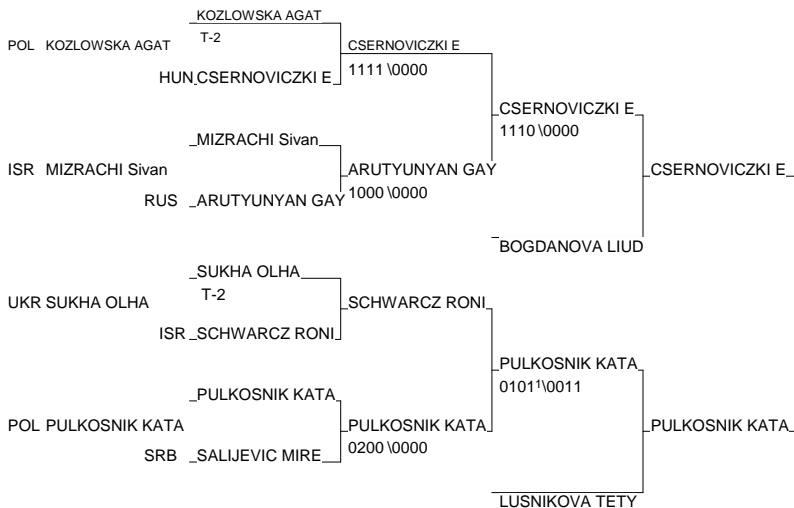 KOZLOWSKA AGAT
T-2
POL KOZLOWSKA AGAT
CSERNOVICZKI E
HUN CSERNOVICZKI E
1111\0000
CSERNOVICZKI E
1110\0000
MIZRACHI Sivan
ISR MIZRACHI Sivan
ARUTYUNYAN GAY
CSERNOVICZKI E
RUS ARUTYUNYAN GAY
1000\0000
BOGDANOVA LIUD
SUKHA OLHA
T-2
UKR SUKHA OLHA
SCHWARCZ RONI
ISR SCHWARCZ RONI
PULKOSNIK KATA
0101¹\0011
PULKOSNIK KATA
POL PULKOSNIK KATA
PULKOSNIK KATA
PULKOSNIK KATA
0200\0000
SRB SALIJEVIC MIRE
LUSNIKOVA TETY